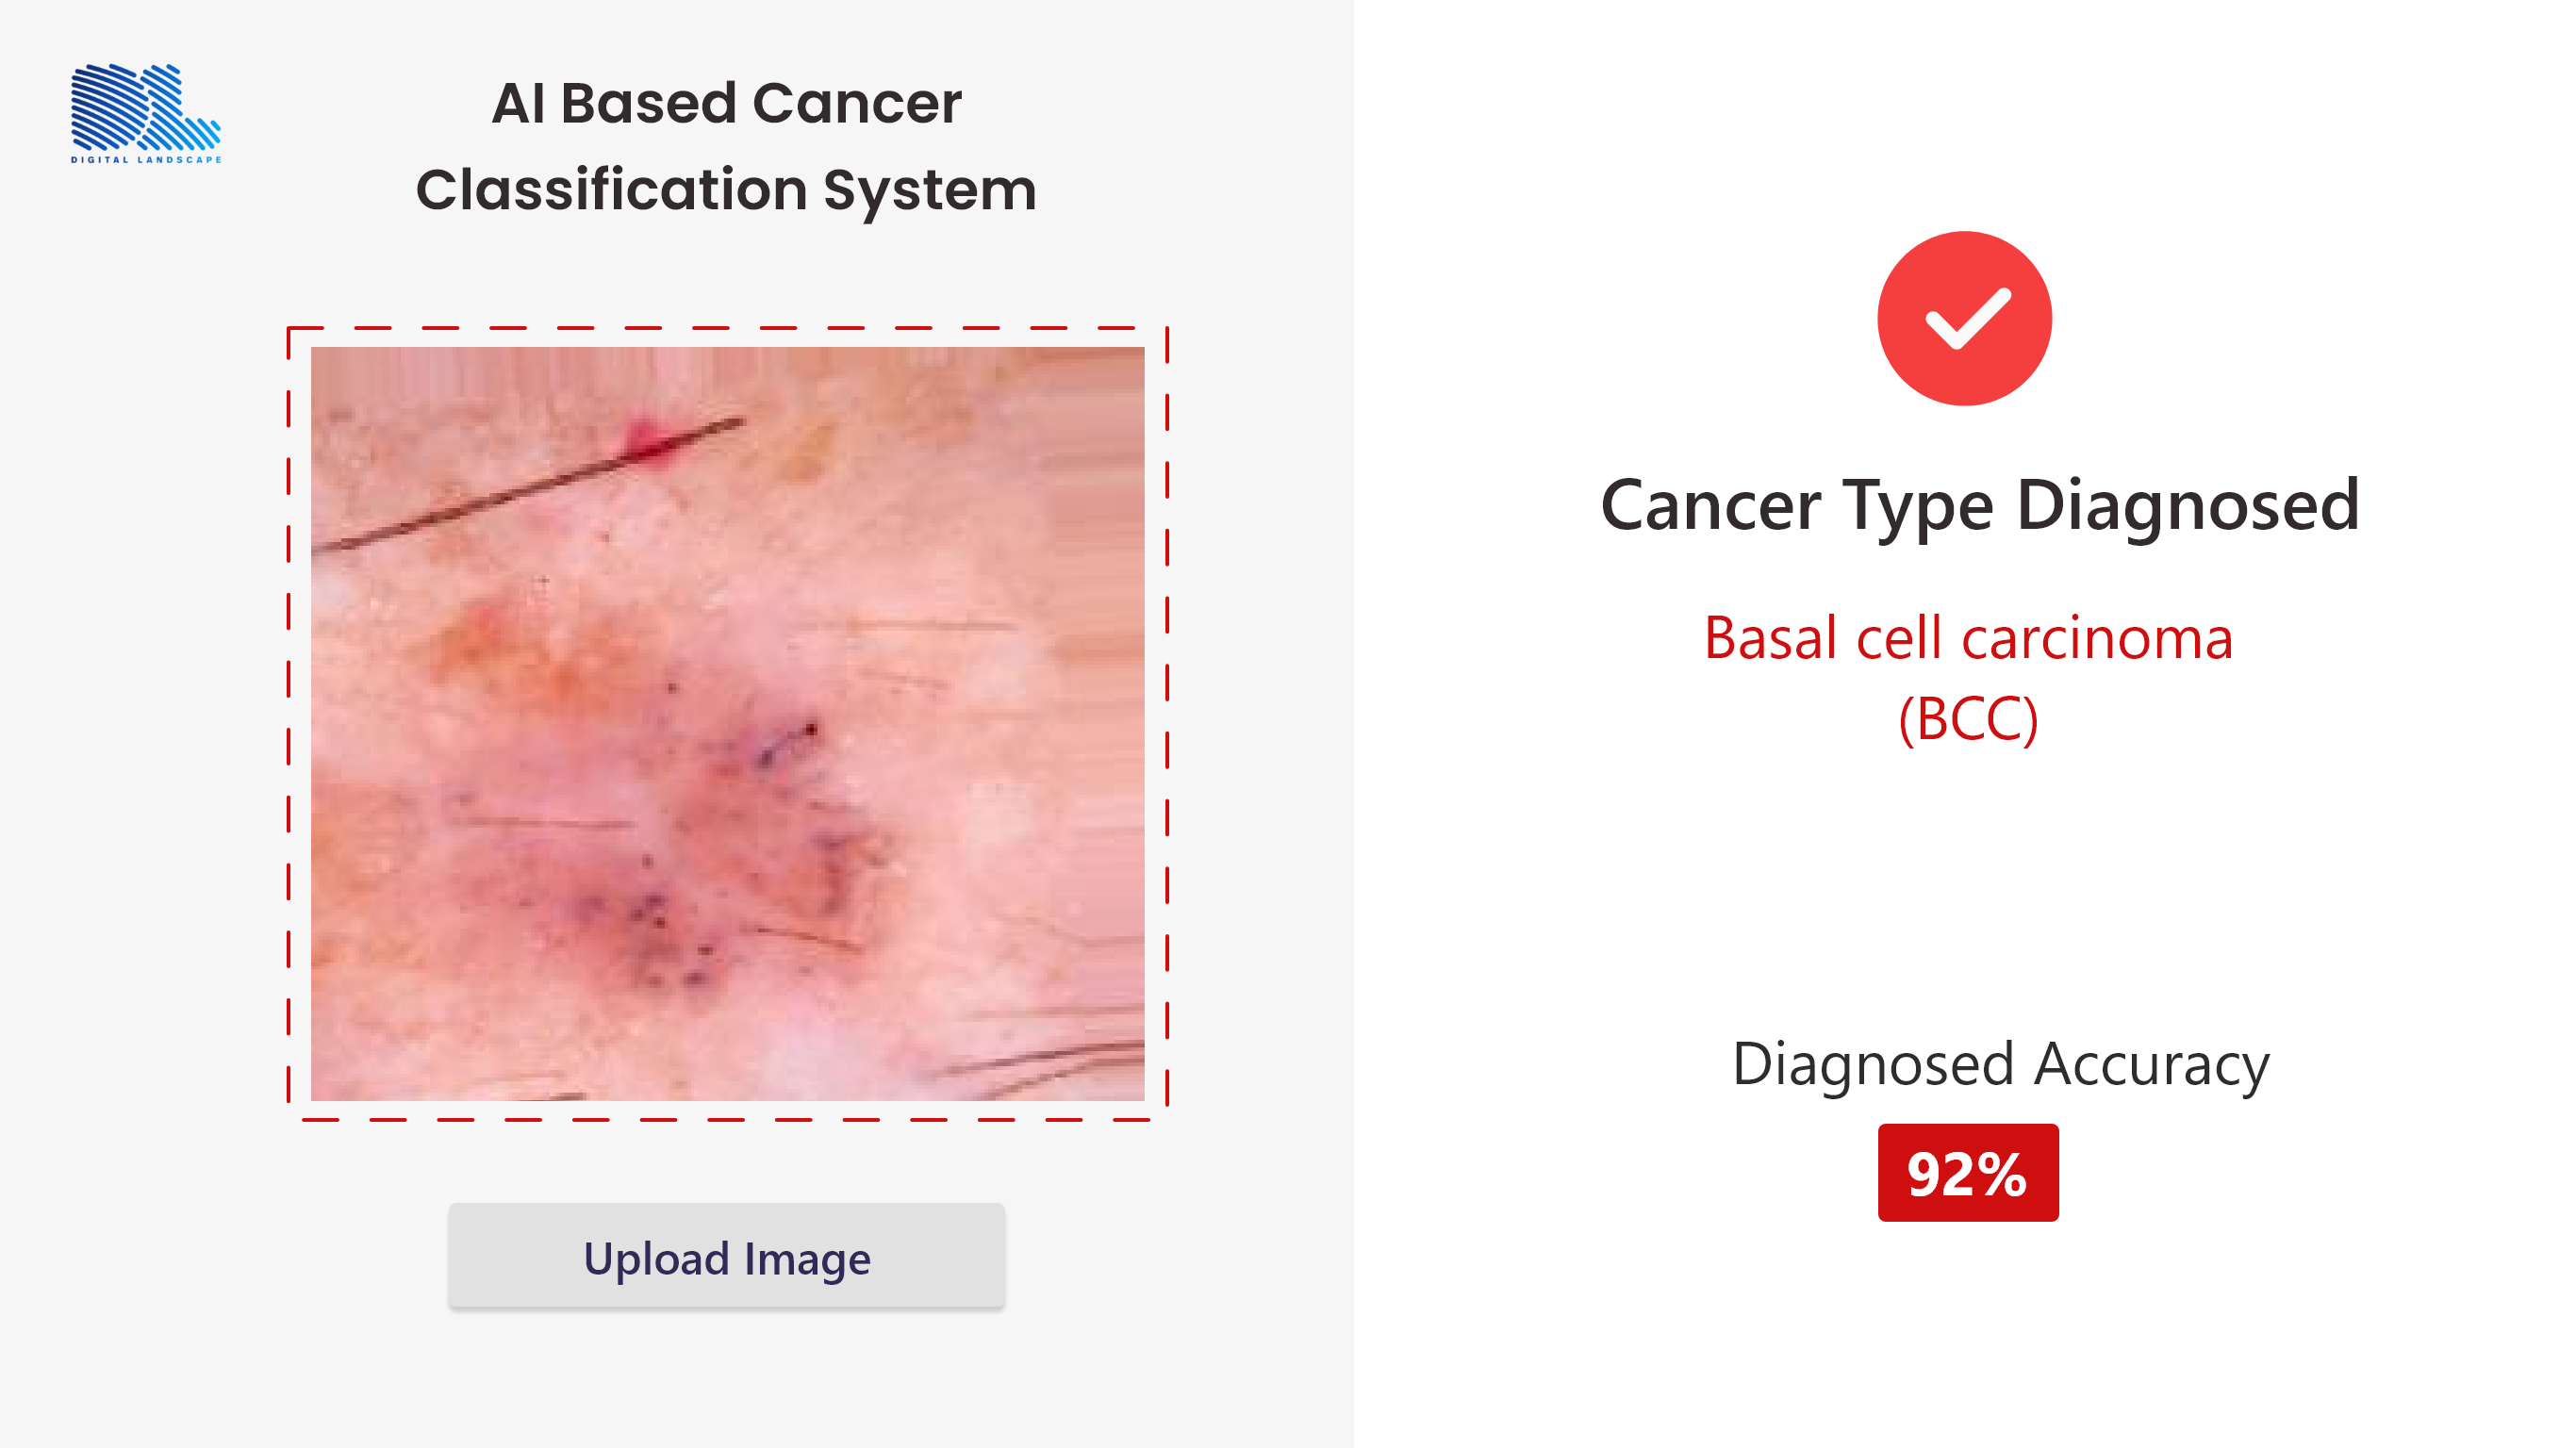 DIGITAL LANDSCAPE
AI Based Cancer
Classification System
Upload Image
Cancer Type Diagnosed
Basal cell carcinoma
(BCC)
Diagnosed Accuracy
92%